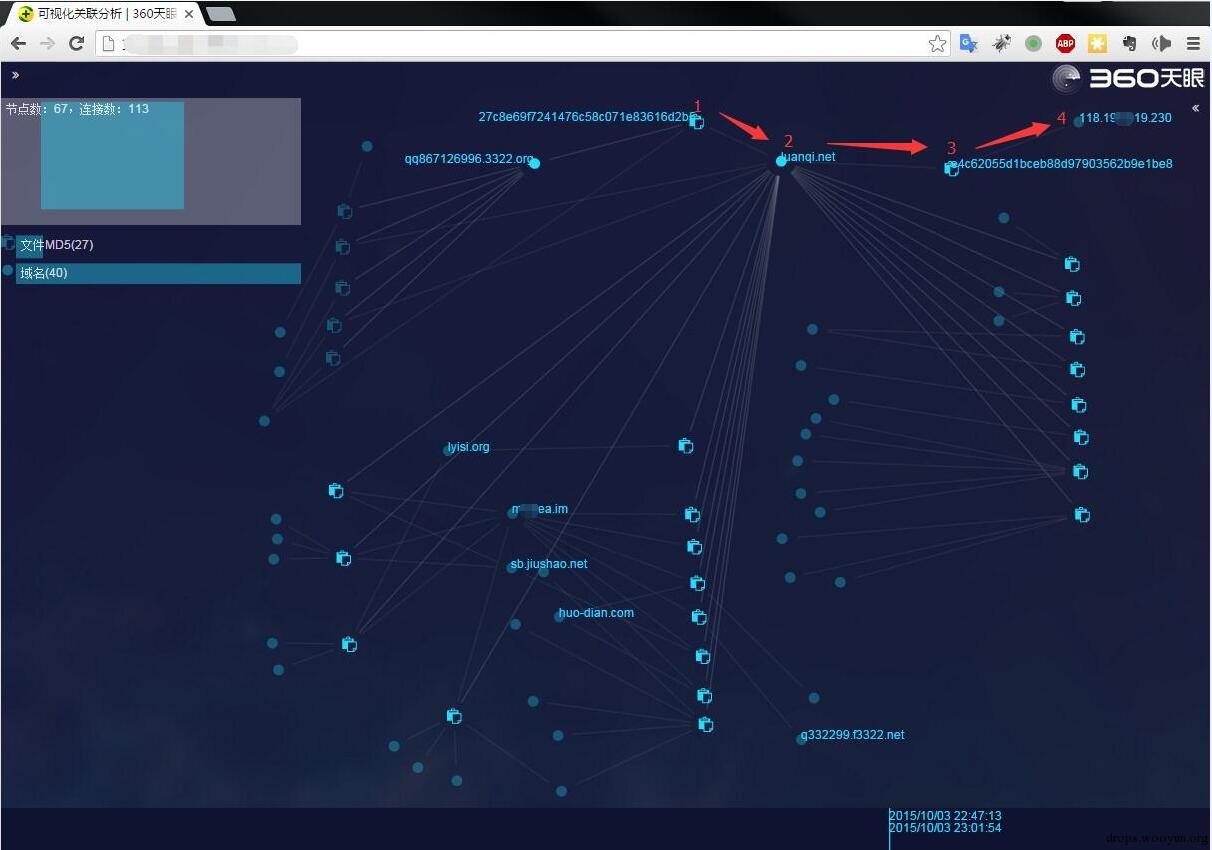 可视化关联分析 | 360天眼
ABP
360天眼
节点数：67，连接数：113
文件MD5(27)
域名(40)
1
27c8e69f7241476c58c071e83616d2b
2
luanqi.net
3
e4c62055d1bceb88d97903562b9e1be8
4
118.19 19.230
qq867126996.3322.org
lyisi.org
m ea.im
sb.jiushao.net
huo-dian.com
q332299.f3322.net
2015/10/03 22:47:13
2015/10/03 23:01:54
drops.wooyun.org